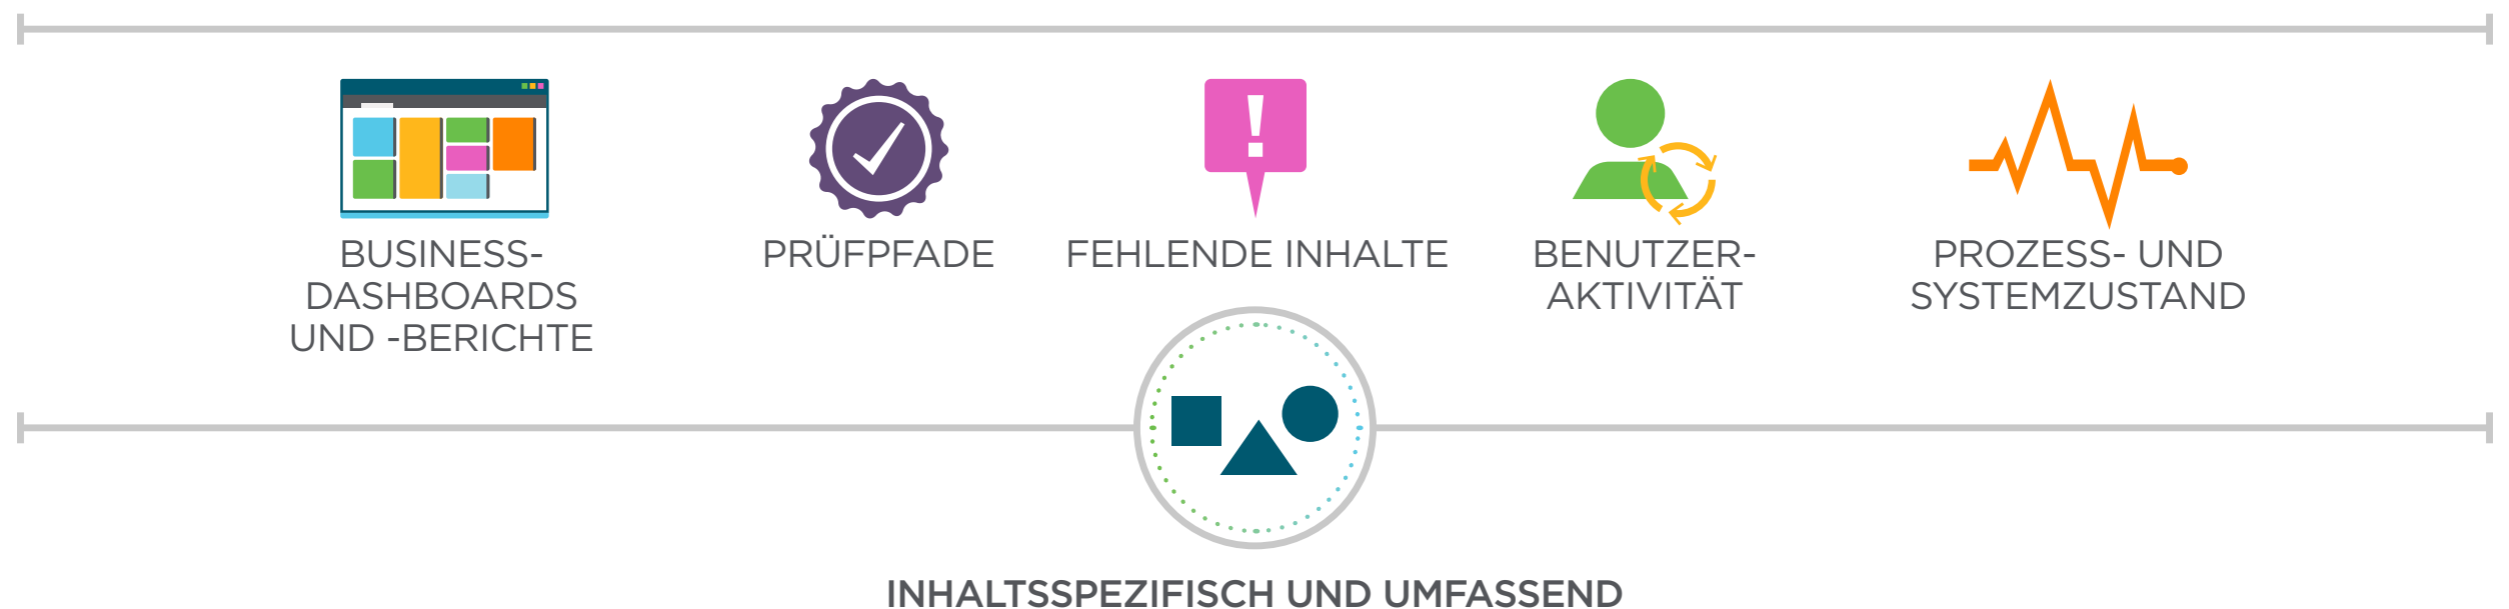 BUSINESS-
DASHBOARDS
UND -BERICHTE
PRÜFPFADE
FEHLENDE INHALTE
BENUTZER-
AKTIVITÄT
PROZESS- UND
SYSTEMZUSTAND
INHALTSSPEZIFISCH UND UMFASSEND